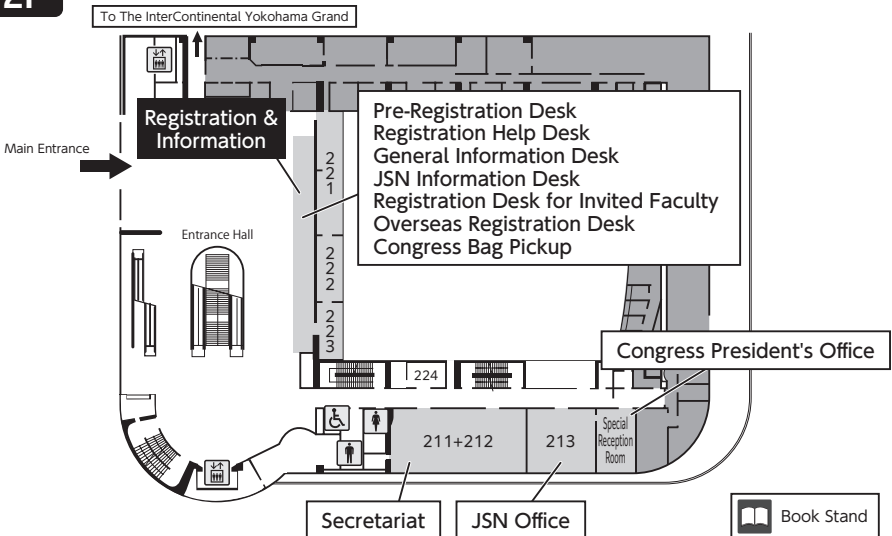 2F
To The InterContinental Yokohama Grand
Registration &
Information
Main Entrance
Pre-Registration Desk
Registration Help Desk
General Information Desk
JSN Information Desk
Registration Desk for Invited Faculty
Overseas Registration Desk
Congress Bag Pickup
221
Entrance Hall
222
223
Congress President's Office
224
211+212
213
Special
Reception
Room
Secretariat
JSN Office
Book Stand